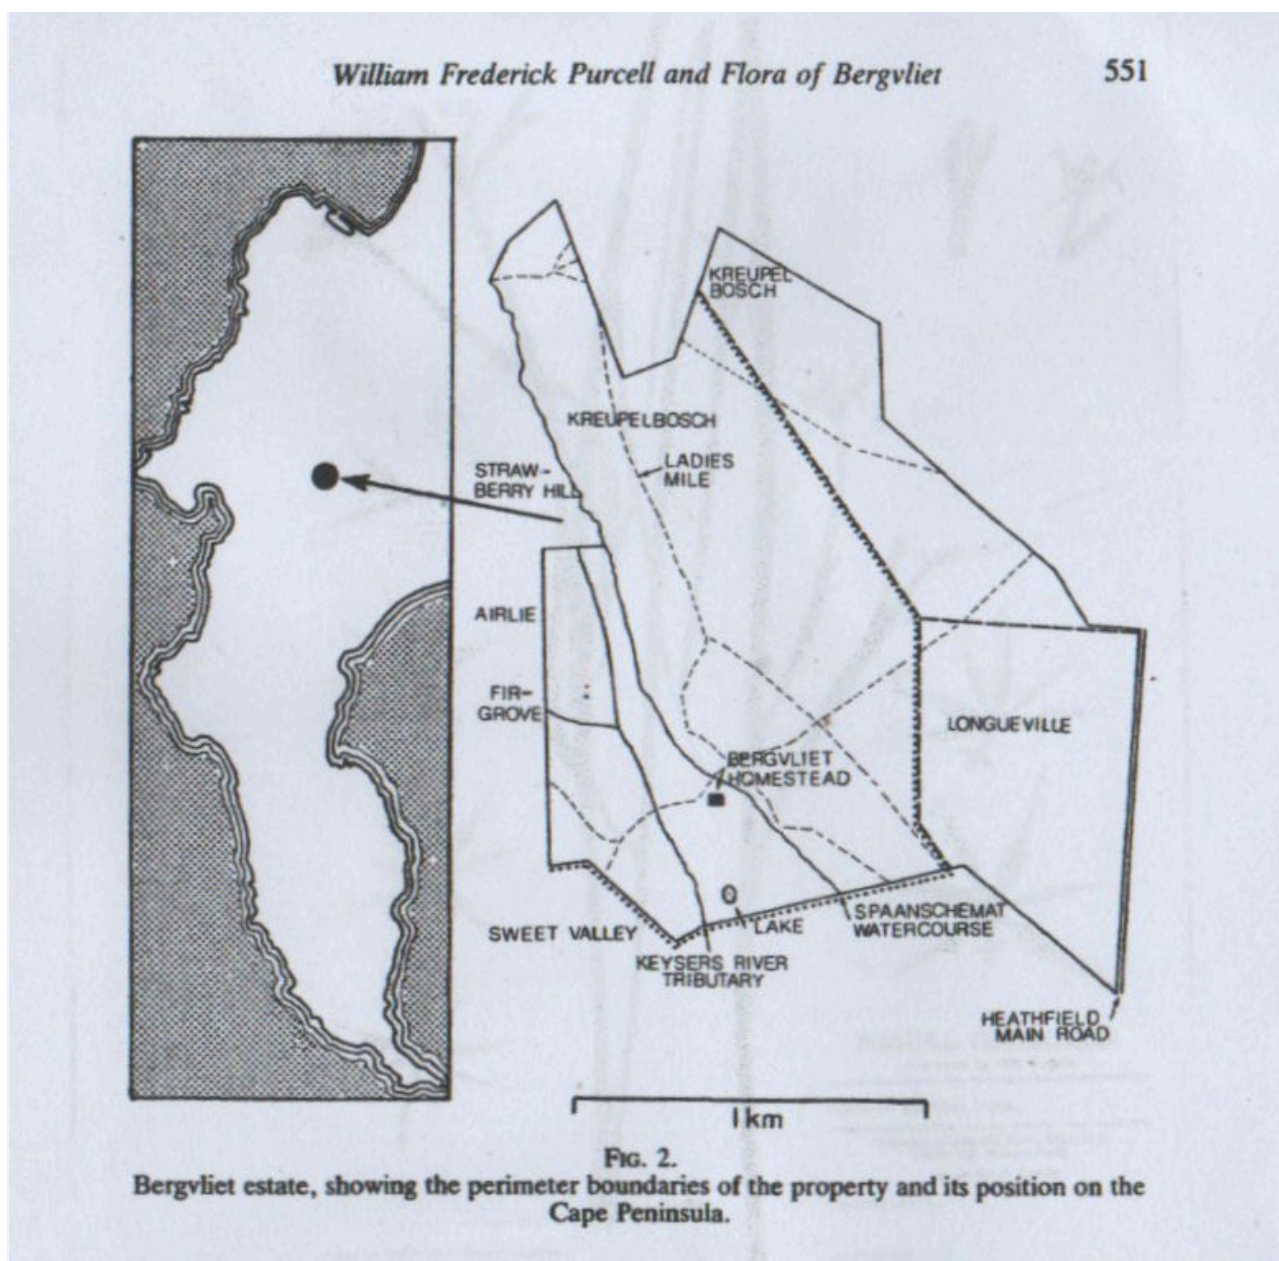 William Frederick Purcell and Flora of Bergvliet 551
KREUPEL
BOSCH
KREUPELBOSCH
LADIES
MILE
STRAW-
BERRY HILL
AIRLIE
FIR-
GROVE
LONGUEVILLE
BERGVLIET
HOMESTEAD
SPAANSCHEMAT
WATERCOURSE
LAKE
SWEET VALLEY
KEYSERS RIVER
TRIBUTARY
HEATHFIELD
MAIN ROAD
1km
FIG. 2.
Bergvliet estate, showing the perimeter boundaries of the property and its position on the
Cape Peninsula.